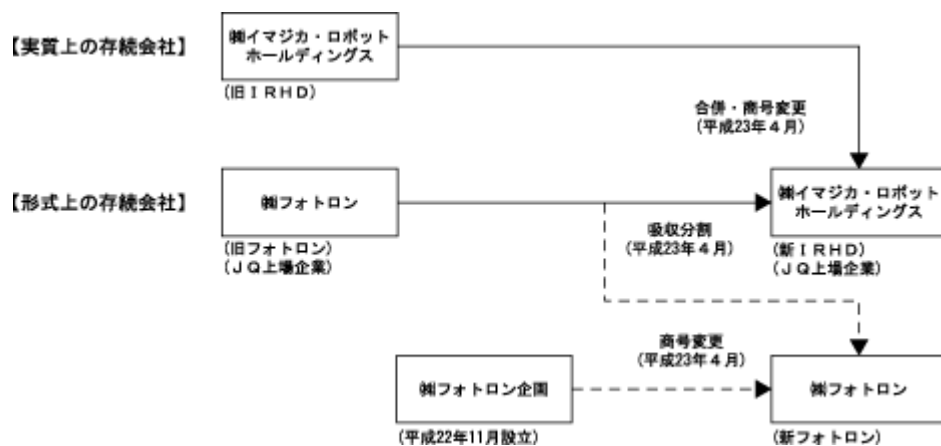 【実質上の存続会社】
㈱イマジカ・ロボット
ホールディングス
(旧ＩＲＨＤ)
合併・商号変更
(平成23年４月)
【形式上の存続会社】
㈱フォトロン
㈱イマジカ・ロボット
ホールディングス
(旧フォトロン)
(ＪＱ上場企業)
吸収分割
(平成23年４月)
(新ＩＲＨＤ)
(ＪＱ上場企業)
商号変更
(平成23年４月)
㈱フォトロン企画
㈱フォトロン
(平成22年11月設立)
(新フォトロン)